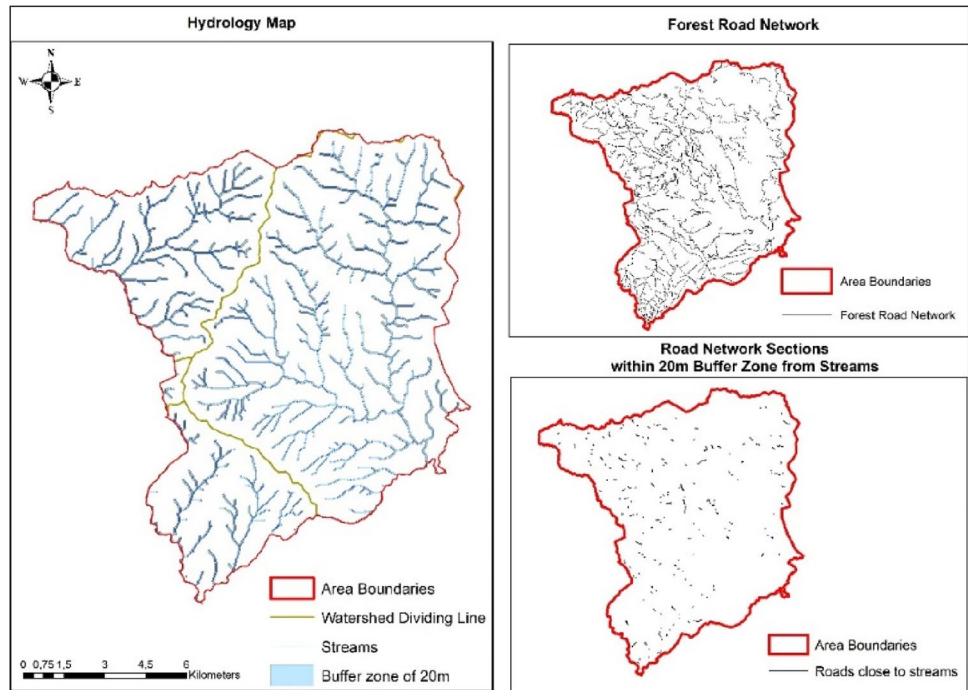 Hydrology Map
N
W E
S
Area Boundaries
Watershed Dividing Line
Streams
Buffer zone of 20m
0 0,75 1,5 3 4,5 6
Kilometers
Forest Road Network
Area Boundaries
Forest Road Network
Road Network Sections
within 20m Buffer Zone from Streams
Area Boundaries
Roads close to streams